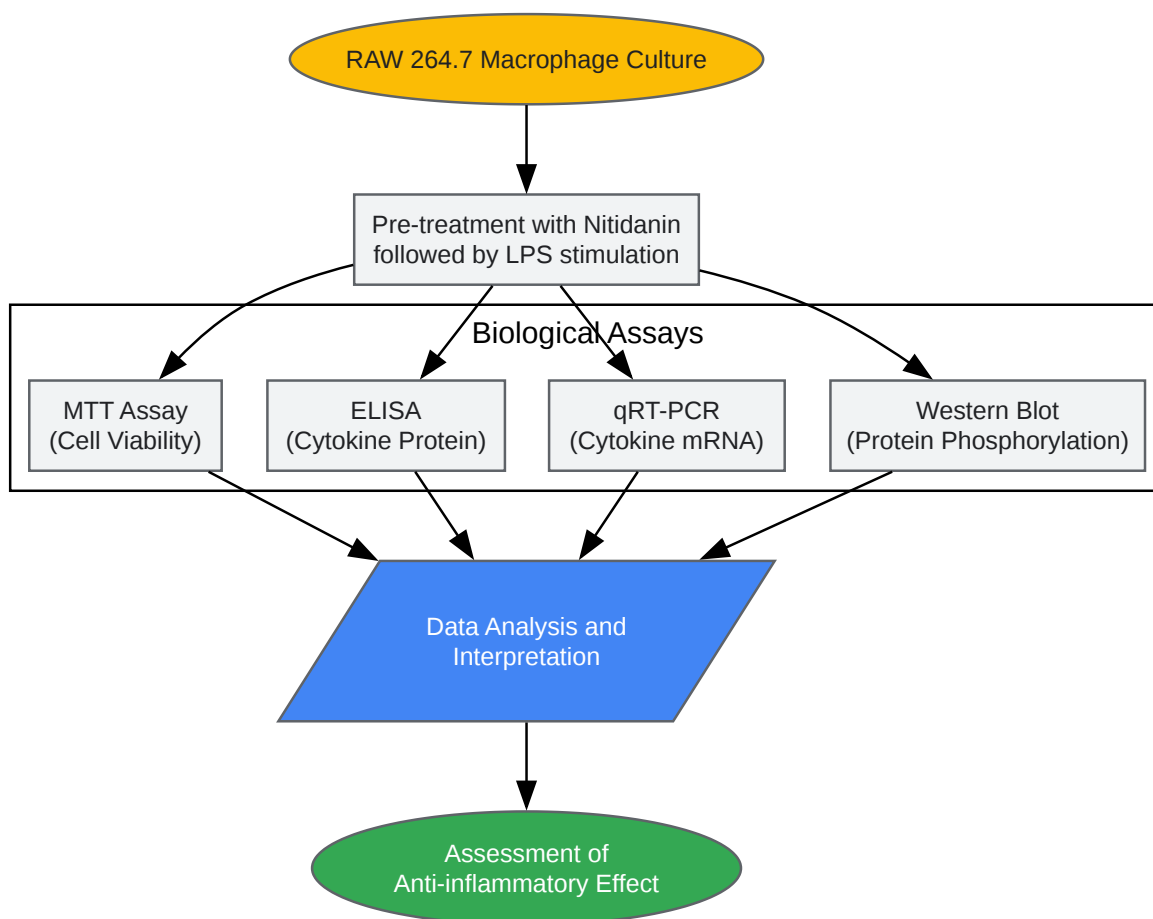 RAW 264.7 Macrophage Culture
Pre-treatment with Nitidanin
followed by LPS stimulation
Biological Assays
MTT Assay
(Cell Viability)
ELISA
(Cytokine Protein)
qRT-PCR
(Cytokine mRNA)
Western Blot
(Protein Phosphorylation)
Data Analysis and
Interpretation
Assessment of
Anti-inflammatory Effect